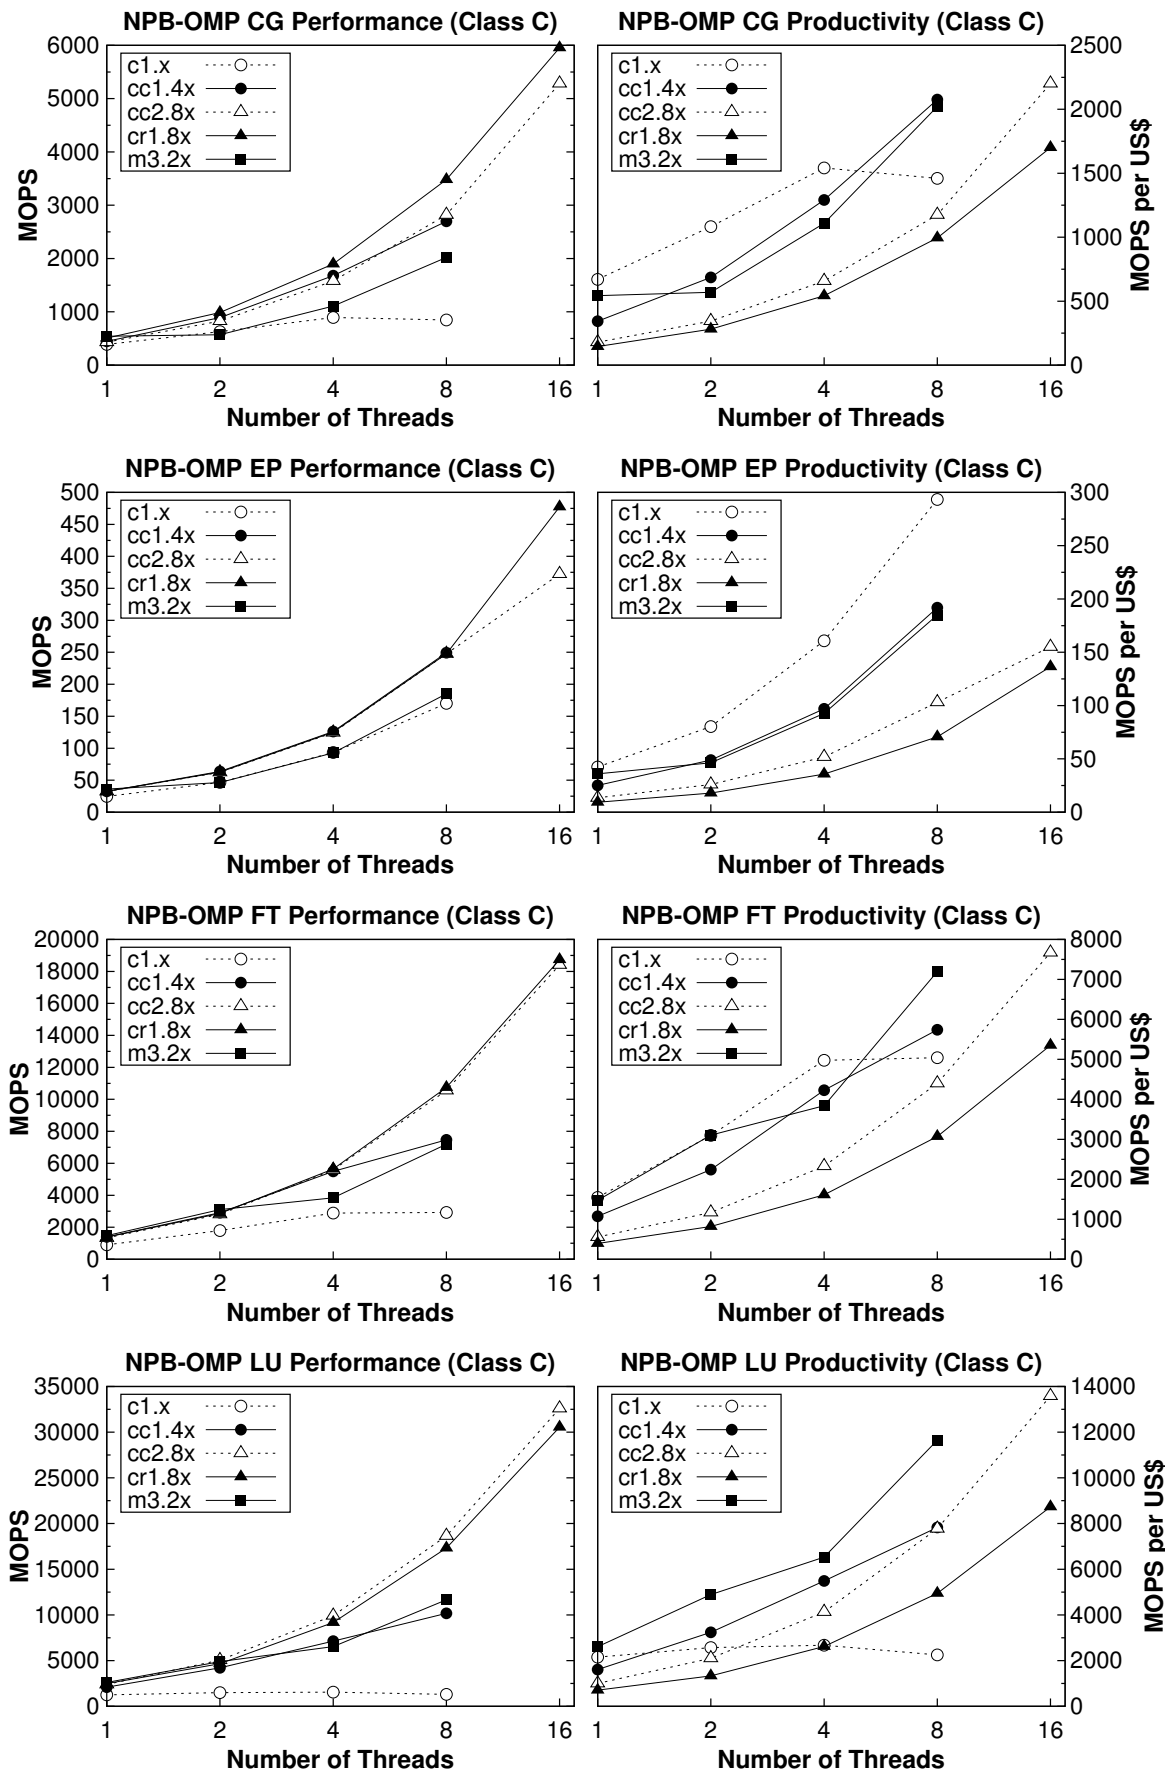 NPB-OMP CG Performance (Class C)
6000
5000
4000
3000
2000
1000
0
MOPS
c1.x
cc1.4x
cc2.8x
cr1.8x
m3.2x
1 2 4 8 16
Number of Threads
NPB-OMP CG Productivity (Class C)
c1.x
cc1.4x
cc2.8x
cr1.8x
m3.2x
2500
2000
1500
1000
500
0
MOPS per US$
1 2 4 8 16
Number of Threads
NPB-OMP EP Performance (Class C)
500
450
400
350
300
250
200
150
100
50
0
MOPS
c1.x
cc1.4x
cc2.8x
cr1.8x
m3.2x
1 2 4 8 16
Number of Threads
NPB-OMP EP Productivity (Class C)
c1.x
cc1.4x
cc2.8x
cr1.8x
m3.2x
300
250
200
150
100
50
0
MOPS per US$
1 2 4 8 16
Number of Threads
NPB-OMP FT Performance (Class C)
20000
18000
16000
14000
12000
10000
8000
6000
4000
2000
0
MOPS
c1.x
cc1.4x
cc2.8x
cr1.8x
m3.2x
1 2 4 8 16
Number of Threads
NPB-OMP FT Productivity (Class C)
c1.x
cc1.4x
cc2.8x
cr1.8x
m3.2x
8000
7000
6000
5000
4000
3000
2000
1000
0
MOPS per US$
1 2 4 8 16
Number of Threads
NPB-OMP LU Performance (Class C)
35000
30000
25000
20000
15000
10000
5000
0
MOPS
c1.x
cc1.4x
cc2.8x
cr1.8x
m3.2x
1 2 4 8 16
Number of Threads
NPB-OMP LU Productivity (Class C)
c1.x
cc1.4x
cc2.8x
cr1.8x
m3.2x
14000
12000
10000
8000
6000
4000
2000
0
MOPS per US$
1 2 4 8 16
Number of Threads